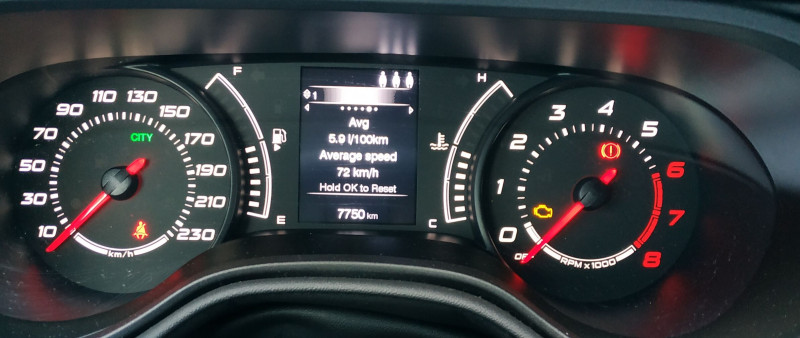 10
30
50
70
90
110
130
150
170
190
210
230
CITY
km/h
F
E
1
Avg
5.9 l/100km
Average speed
72 km/h
Hold OK to Reset
7750 km
H
C
0
1
2
3
4
5
6
7
8
RPM x1000